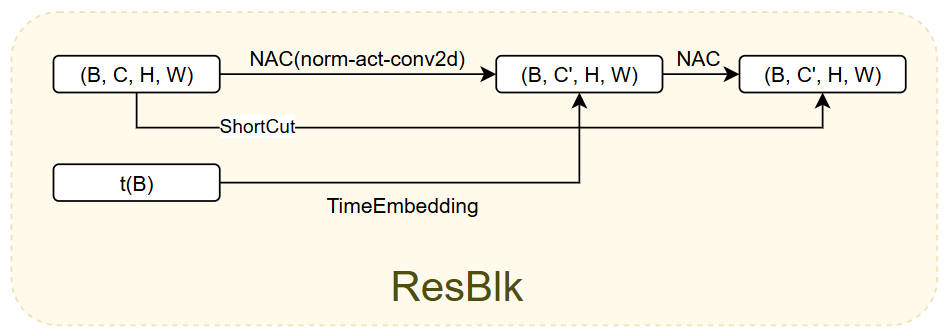 (B, C, H, W)
NAC(norm-act-conv2d)
(B, C', H, W)
NAC
(B, C', H, W)
ShortCut
t(B)
TimeEmbedding
ResBlk